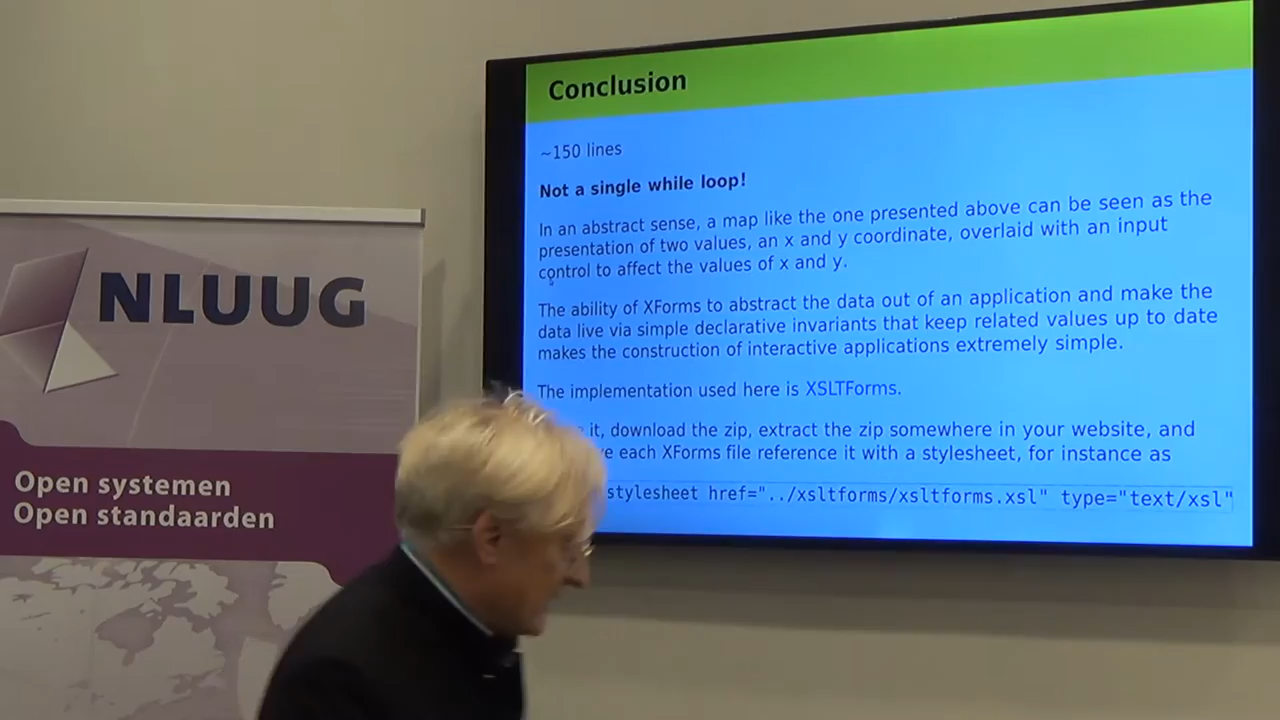 NLUUG
Open systemen
Open standaarden
Conclusion
~150 lines
Not a single while loop!
In an abstract sense, a map like the one presented above can be seen as the
presentation of two values, an x and y coordinate, overlaid with an input
control to affect the values of x and y.
The ability of XForms to abstract the data out of an application and make the
data live via simple declarative invariants that keep related values up to date
makes the construction of interactive applications extremely simple.
The implementation used here is XSLTForms.
it, download the zip, extract the zip somewhere in your website, and
each XForms file reference it with a stylesheet, for instance as
stylesheet href="../xsltforms/xsltforms.xsl" type="text/xsl"